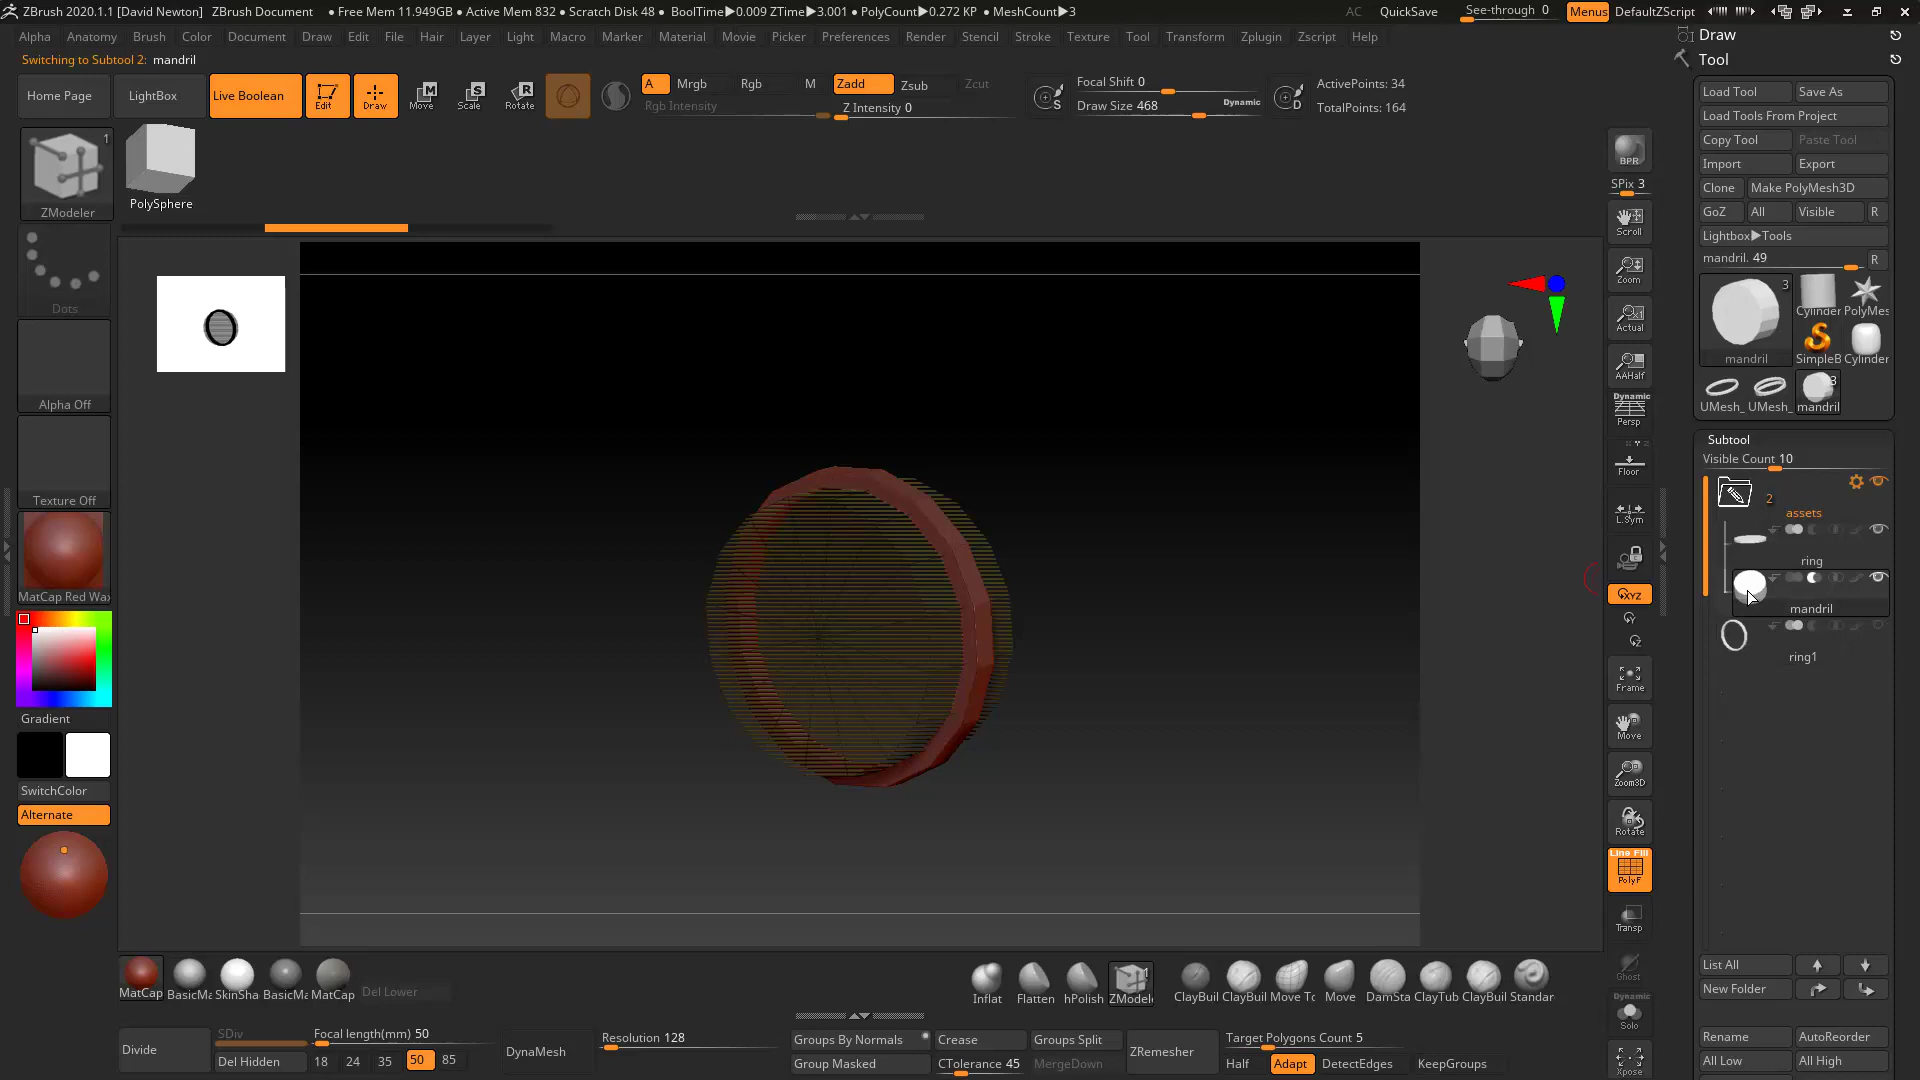 ZBrush 2020.1.1 [David Newton] ZBrush Document • Free Mem 11.949GB • Active Mem 832 • Scratch Disk 48 • BoolTime▶0.009 ZTime▶3.001 • PolyCount▶0.272 KP • MeshCount▶3 AC QuickSave See-through 0 Menus DefaultZScript
Alpha Anatomy Brush Color Document Draw Edit File Hair Layer Light Macro Marker Material Movie Picker Preferences Render Stencil Stroke Texture Tool Transform Zplugin Zscript Help
Switching to Subtool 2: mandril
Home Page LightBox Live Boolean Edit Draw Move Scale Rotate
A Mrgb Rgb M Zadd Zsub Zcut
Rgb Intensity Z Intensity 0
Focal Shift 0
Draw Size 468 Dynamic
ActivePoints: 34
TotalPoints: 164
1
ZModeler
PolySphere
Dots
Alpha Off
Texture Off
MatCap Red Wax
Gradient
SwitchColor
Alternate
BPR
SPix 3
Scroll
Zoom
Actual
AAHalf
Dynamic
Persp
Floor
L.Sym
XYZ
Frame
Move
Zoom3D
Rotate
Line Fill
PolyF
Transp
Ghost
Dynamic
Solo
Xpose
Draw
Tool
Load Tool Save As
Load Tools From Project
Copy Tool Paste Tool
Import Export
Clone Make PolyMesh3D
GoZ All Visible R
Lightbox▶Tools
mandril. 49 R
3
mandril
Cylinder PolyMes
SimpleB Cylinder
UMesh_ UMesh_ mandril
3
Subtool
Visible Count 10
2
assets
ring
mandril
ring1
List All
New Folder
Rename AutoReorder
All Low All High
MatCap BasicMa SkinSha BasicMa MatCap Del Lower
Inflat Flatten hPolish ZModele ClayBuil ClayBuil Move To Move DamSta ClayTub ClayBuil Standar
1
Divide
SDiv
Del Hidden
Focal length(mm) 50
18 24 35 50 85
DynaMesh
Resolution 128
Groups By Normals Crease Groups Split
Group Masked CTolerance 45 MergeDown
ZRemesher
Target Polygons Count 5
Half Adapt DetectEdges KeepGroups